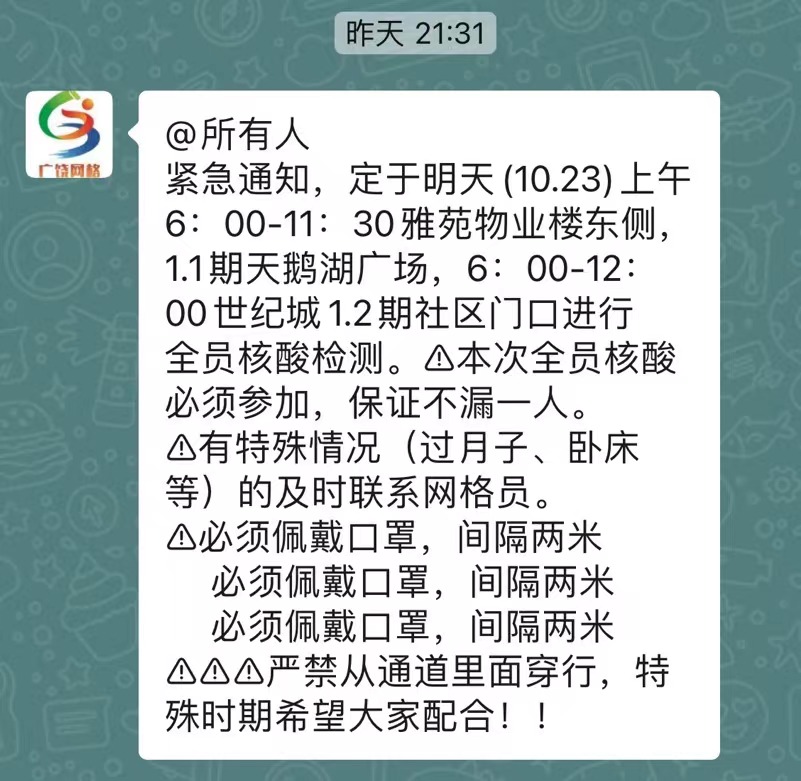 昨天 21:31
广饶网格
@所有人
紧急通知，定于明天(10.23)上午
6：00-11：30雅苑物业楼东侧，
1.1期天鹅湖广场，6：00-12：
00世纪城1.2期社区门口进行
全员核酸检测。⚠本次全员核酸
必须参加，保证不漏一人。
⚠有特殊情况（过月子、卧床
等）的及时联系网格员。
⚠必须佩戴口罩，间隔两米
必须佩戴口罩，间隔两米
必须佩戴口罩，间隔两米
⚠⚠⚠严禁从通道里面穿行，特
殊时期希望大家配合！！